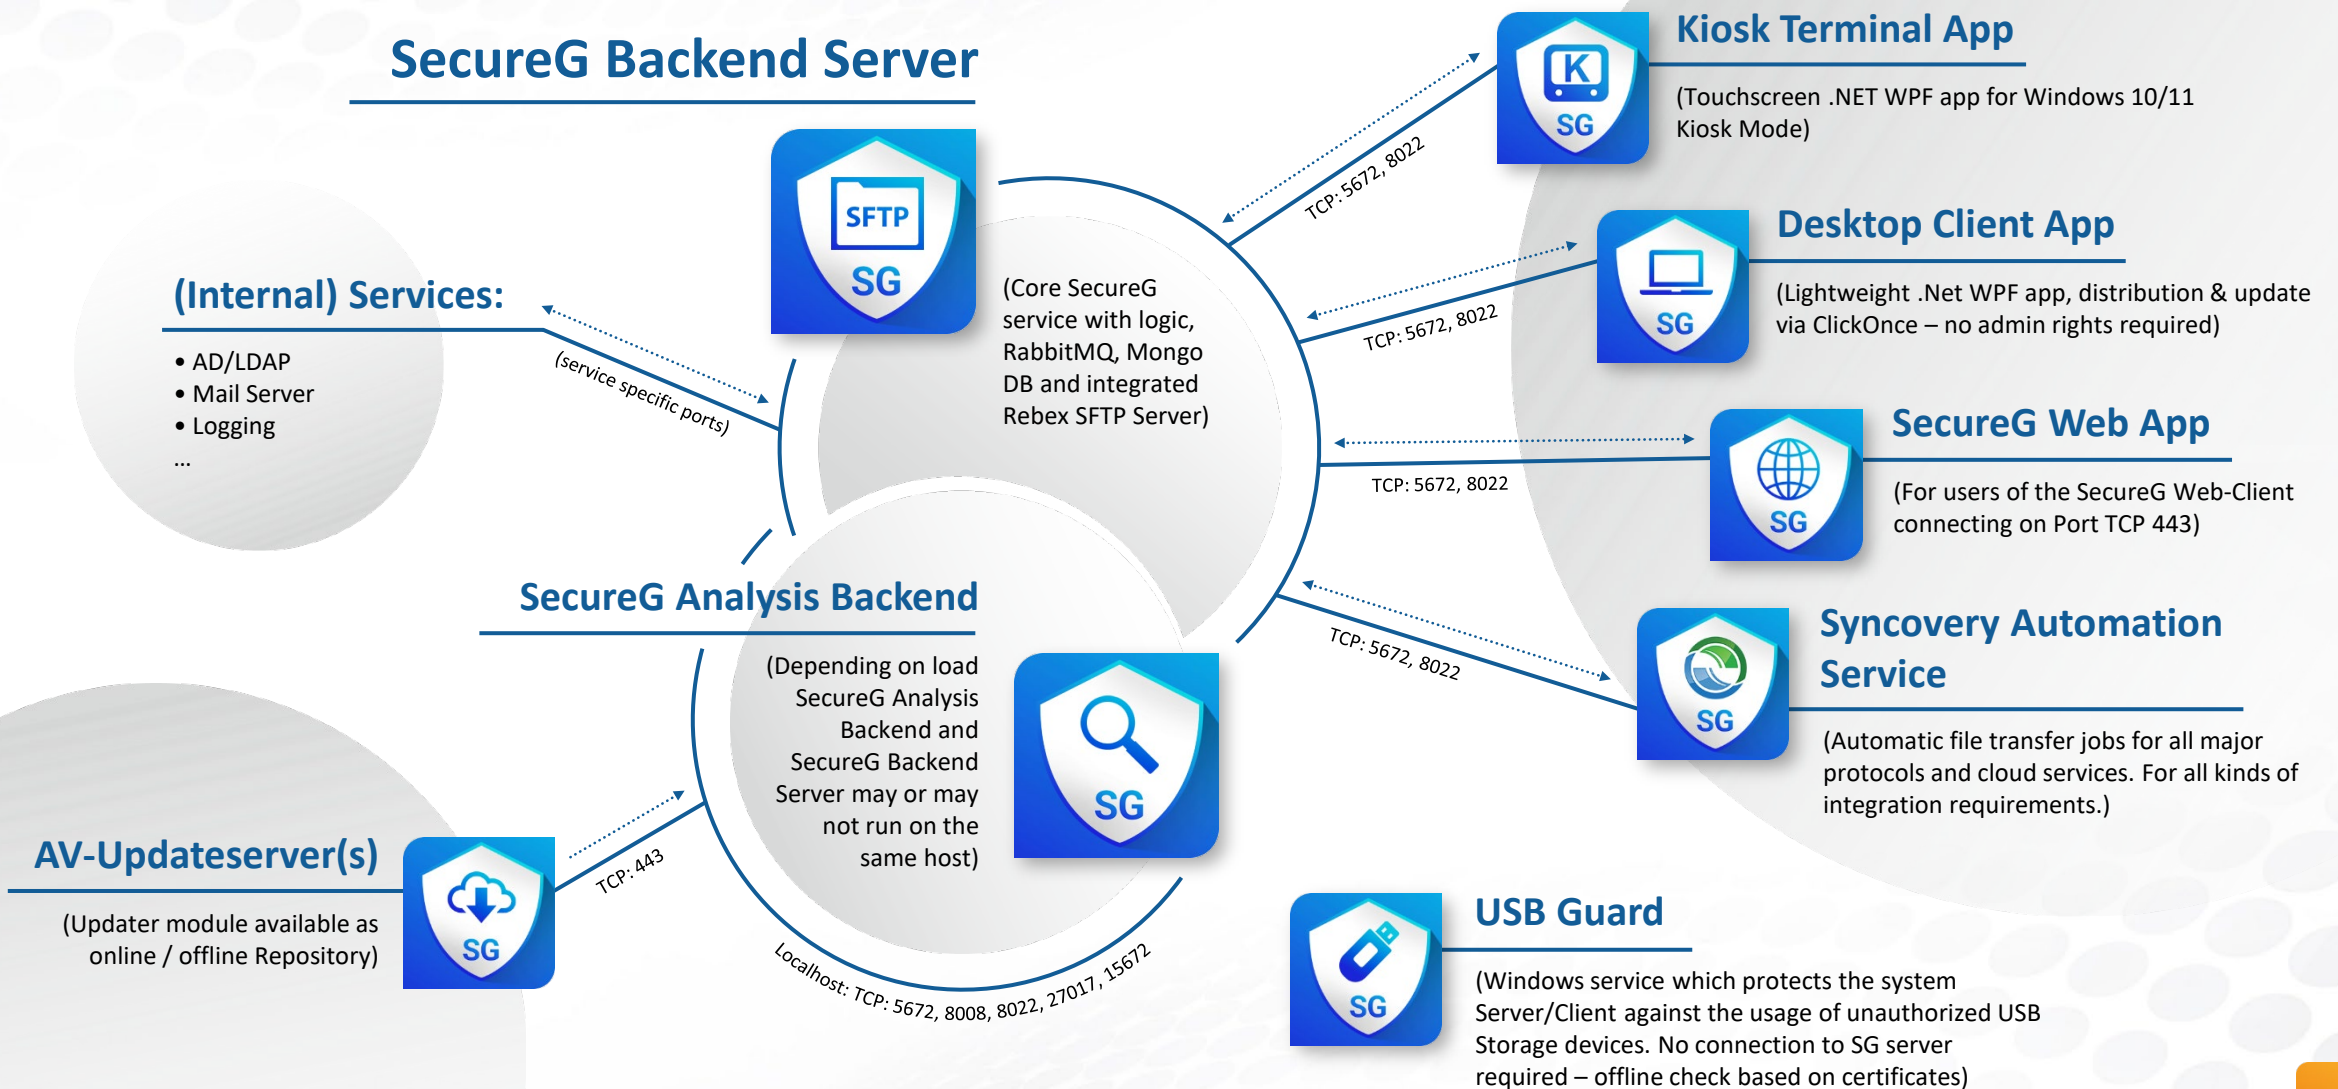 SecureG Backend Server
SFTP
SG
(Core SecureG
service with logic,
RabbitMQ, Mongo
DB and integrated
Rebex SFTP Server)
(Internal) Services:
• AD/LDAP
• Mail Server
• Logging
...
(service specific ports)
SecureG Analysis Backend
(Depending on load
SecureG Analysis
Backend and
SecureG Backend
Server may or may
not run on the
same host)
SG
Localhost: TCP: 5672, 8008, 8022, 27017, 15672
AV-Updateserver(s)
(Updater module available as
online / offline Repository)
SG
TCP: 443
Kiosk Terminal App
(Touchscreen .NET WPF app for Windows 10/11
Kiosk Mode)
K
SG
TCP: 5672, 8022
Desktop Client App
(Lightweight .Net WPF app, distribution & update
via ClickOnce – no admin rights required)
SG
TCP: 5672, 8022
SecureG Web App
(For users of the SecureG Web-Client
connecting on Port TCP 443)
SG
TCP: 5672, 8022
Syncovery Automation
Service
(Automatic file transfer jobs for all major
protocols and cloud services. For all kinds of
integration requirements.)
SG
TCP: 5672, 8022
USB Guard
(Windows service which protects the system
Server/Client against the usage of unauthorized USB
Storage devices. No connection to SG server
required – offline check based on certificates)
SG